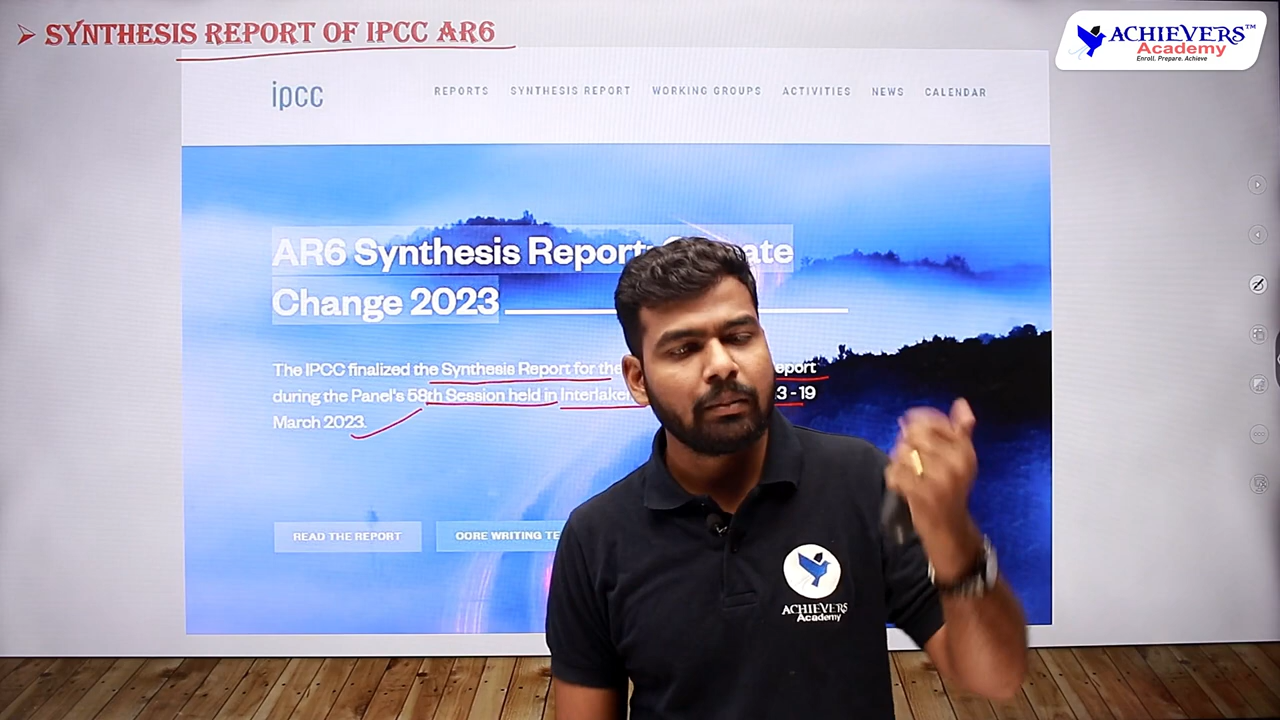 SYNTHESIS REPORT OF IPCC AR6
ACHIEVERS™
Academy
Enroll. Prepare. Achieve
ipcc
REPORTS SYNTHESIS REPORT WORKING GROUPS ACTIVITIES NEWS CALENDAR
AR6 Synthesis Report: ate
Change 2023
The IPCC finalized the Synthesis Report for the eport
during the Panel's 58th Session held in Interlaken 3 - 19
March 2023.
READ THE REPORT
WRITING TE
ACHIEVERS
Academy